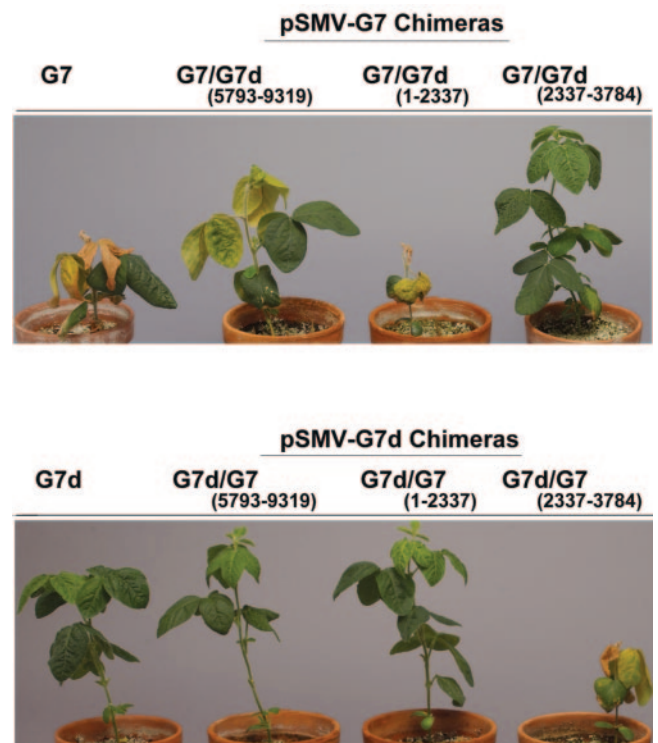 pSMV-G7 Chimeras
G7 G7/G7d G7/G7d G7/G7d
(5793-9319) (1-2337) (2337-3784)
pSMV-G7d Chimeras
G7d G7d/G7 G7d/G7 G7d/G7
(5793-9319) (1-2337) (2337-3784)